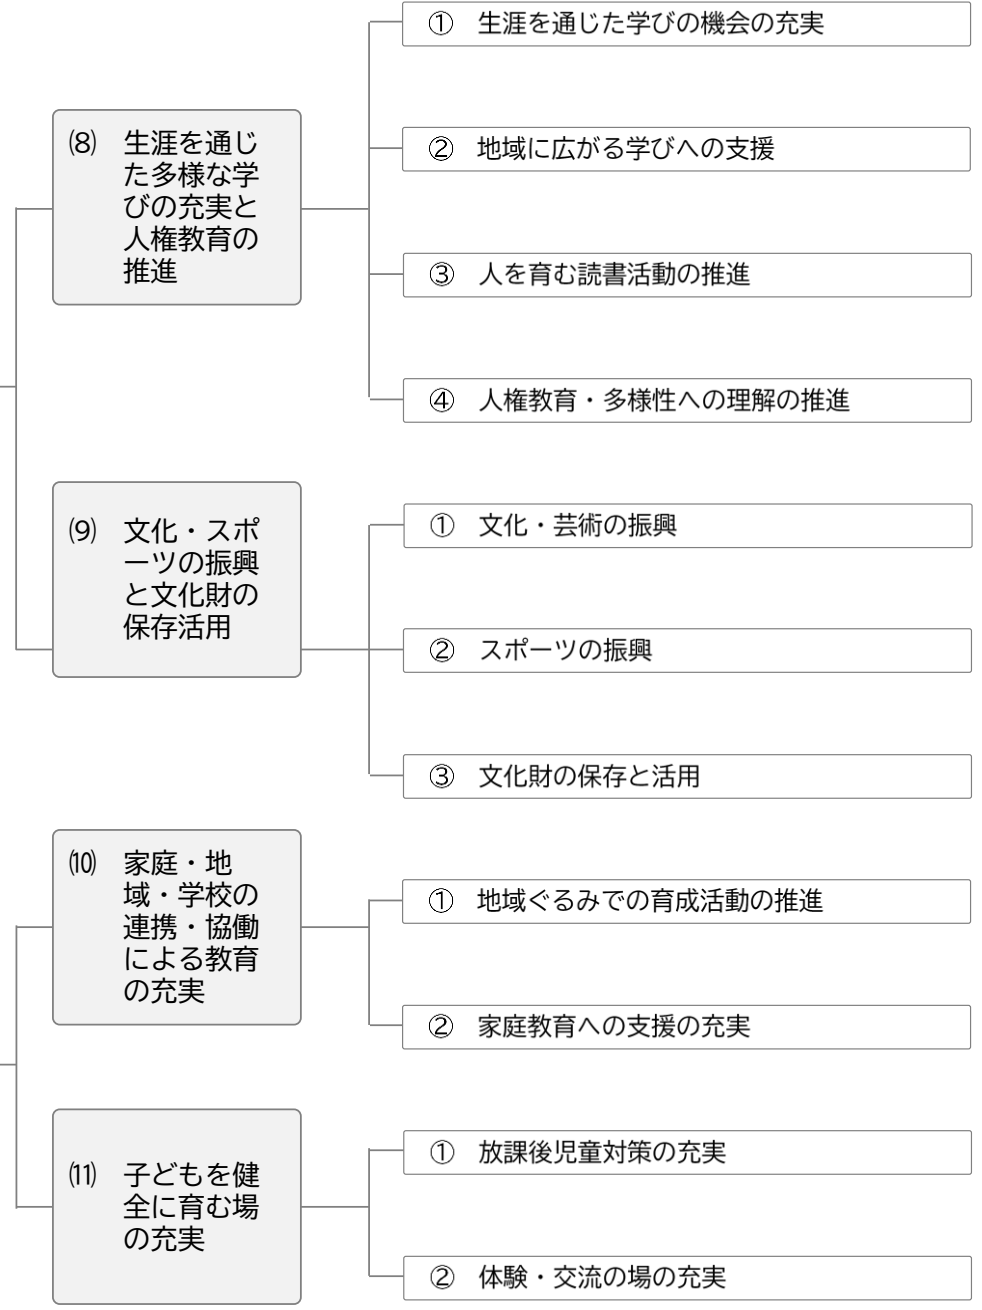 ⑻ 生涯を通じ
た多様な学
びの充実と
人権教育の
推進
① 生涯を通じた学びの機会の充実
② 地域に広がる学びへの支援
③ 人を育む読書活動の推進
④ 人権教育・多様性への理解の推進
⑼ 文化・スポ
ーツの振興
と文化財の
保存活用
① 文化・芸術の振興
② スポーツの振興
③ 文化財の保存と活用
⑽ 家庭・地
域・学校の
連携・協働
による教育
の充実
① 地域ぐるみでの育成活動の推進
② 家庭教育への支援の充実
⑾ 子どもを健
全に育む場
の充実
① 放課後児童対策の充実
② 体験・交流の場の充実